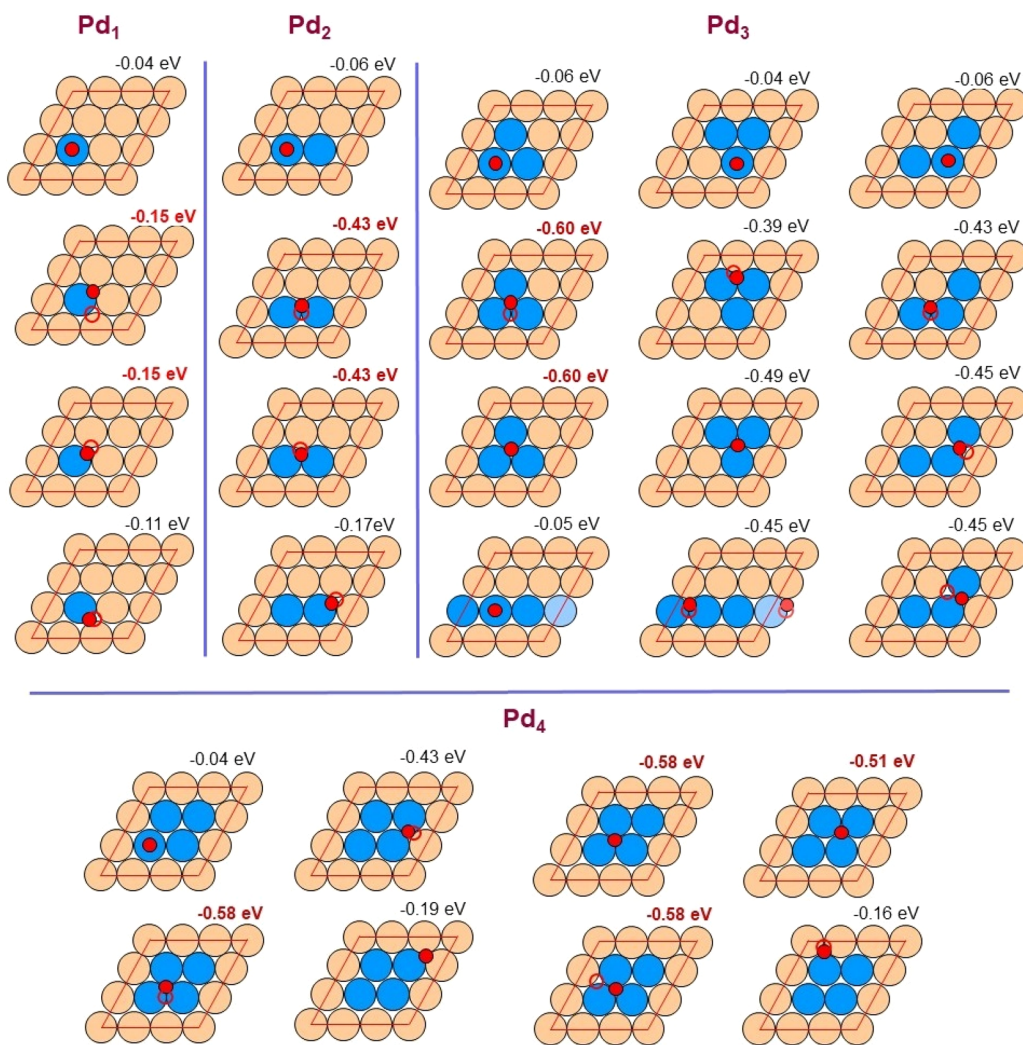 Pd₁
Pd₂
Pd₃
-0.04 eV
-0.06 eV
-0.06 eV
-0.04 eV
-0.06 eV
-0.15 eV
-0.43 eV
-0.60 eV
-0.39 eV
-0.43 eV
-0.15 eV
-0.43 eV
-0.60 eV
-0.49 eV
-0.45 eV
-0.11 eV
-0.17eV
-0.05 eV
-0.45 eV
-0.45 eV
Pd₄
-0.04 eV
-0.43 eV
-0.58 eV
-0.51 eV
-0.58 eV
-0.19 eV
-0.58 eV
-0.16 eV